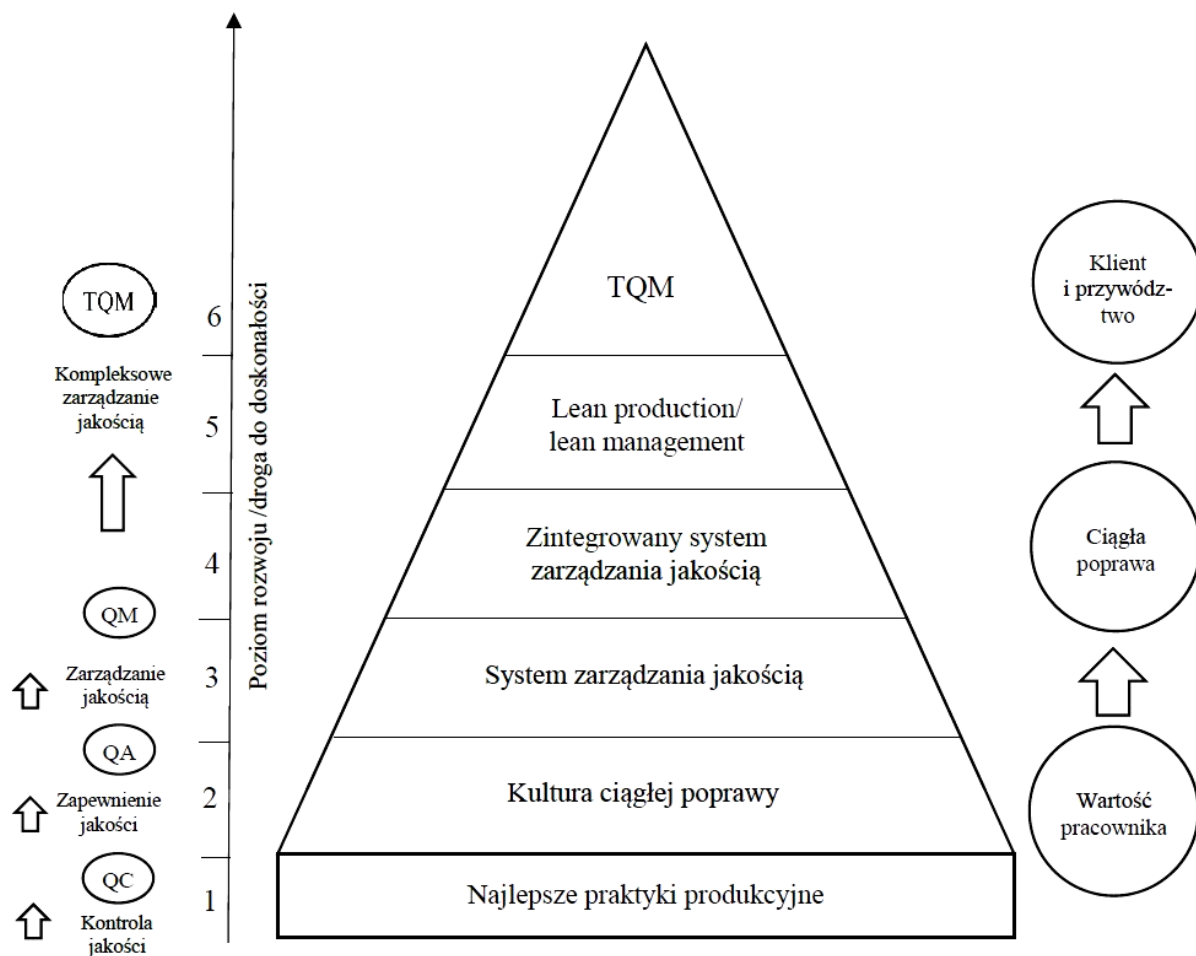 TQM
Kompleksowe
zarządzanie
jakością
QM
Zarządzanie
jakością
QA
Zapewnienie
jakości
QC
Kontrola
jakości
6
5
4
3
2
1
Poziom rozwoju /droga do doskonałości
TQM
Lean production/
lean management
Zintegrowany system
zarządzania jakością
System zarządzania jakością
Kultura ciągłej poprawy
Najlepsze praktyki produkcyjne
Klient
i przywódz-
two
Ciągła
poprawa
Wartość
pracownika